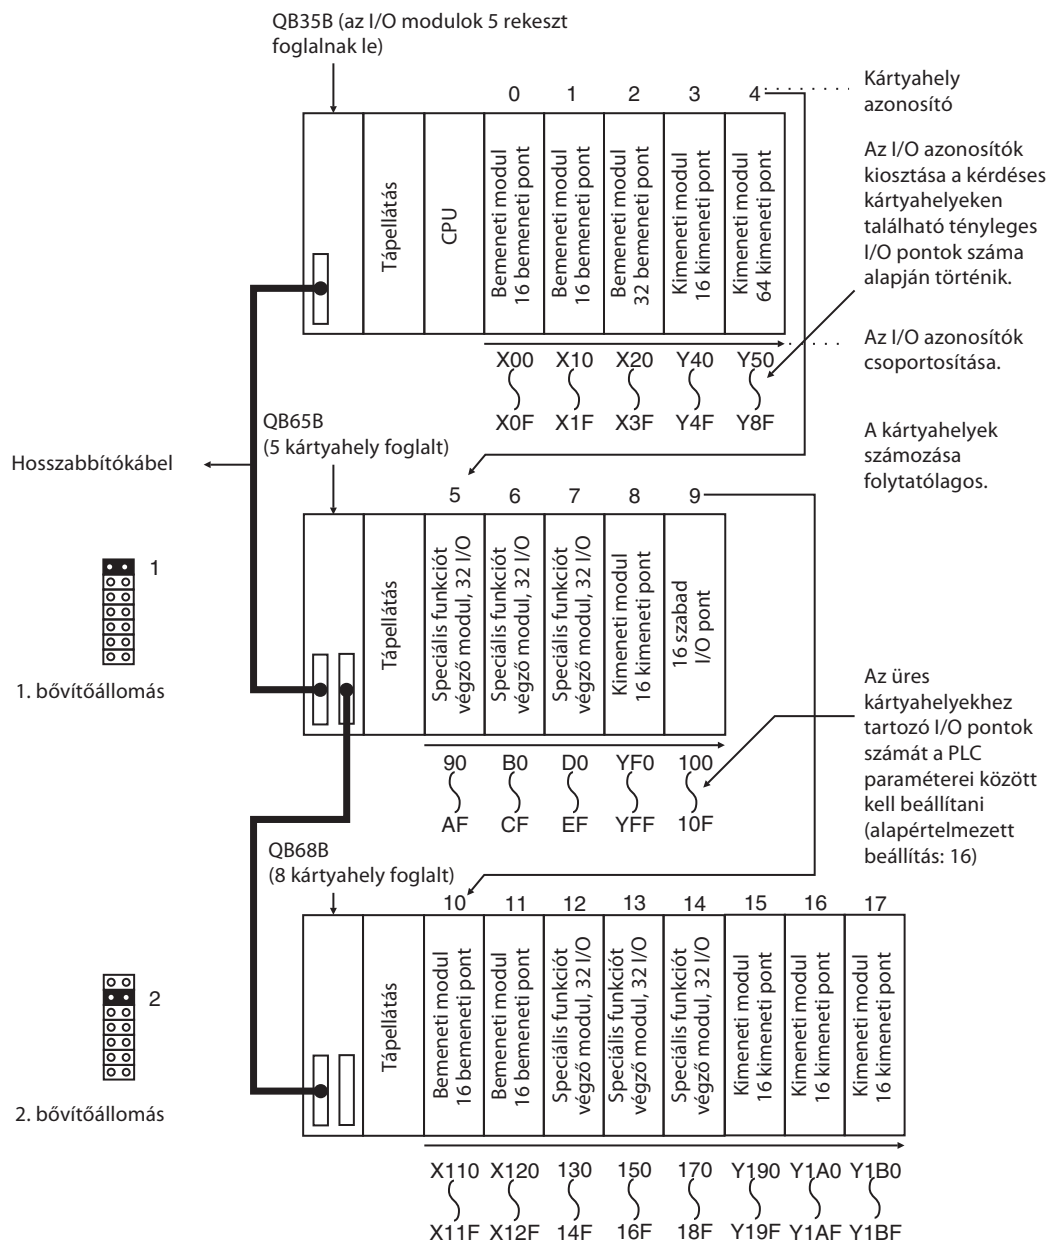 QB35B (az I/O modulok 5 rekeszt
foglalnak le)
0 1 2 3 4
Kártyahely
azonosító
Tápellátás
CPU
Bemeneti modul
16 bemeneti pont
Bemeneti modul
16 bemeneti pont
Bemeneti modul
32 bemeneti pont
Kimeneti modul
16 kimeneti pont
Kimeneti modul
64 kimeneti pont
Az I/O azonosítók
kiosztása a kérdéses
kártyahelyeken
található tényleges
I/O pontok száma
alapján történik.
Az I/O azonosítók
csoportosítása.
X00 X10 X20 Y40 Y50
X0F X1F X3F Y4F Y8F
QB65B
(5 kártyahely foglalt)
Hosszabbítókábel
A kártyahelyek
számozása
folytatólagos.
5 6 7 8 9
Tápellátás
Speciális funkciót
végző modul, 32 I/O
Speciális funkciót
végző modul, 32 I/O
Speciális funkciót
végző modul, 32 I/O
Kimeneti modul
16 kimeneti pont
16 szabad
I/O pont
1
1. bővítőállomás
90 B0 D0 YF0 100
AF CF EF YFF 10F
Az üres
kártyahelyekhez
tartozó I/O pontok
számát a PLC
paraméterei között
kell beállítani
(alapértelmezett
beállítás: 16)
QB68B
(8 kártyahely foglalt)
10 11 12 13 14 15 16 17
Tápellátás
Bemeneti modul
16 bemeneti pont
Bemeneti modul
16 bemeneti pont
Speciális funkciót
végző modul, 32 I/O
Speciális funkciót
végző modul, 32 I/O
Speciális funkciót
végző modul, 32 I/O
Kimeneti modul
16 kimeneti pont
Kimeneti modul
16 kimeneti pont
Kimeneti modul
16 kimeneti pont
2
2. bővítőállomás
X110 X120 130 150 170 Y190 Y1A0 Y1B0
X11F X12F 14F 16F 18F Y19F Y1AF Y1BF